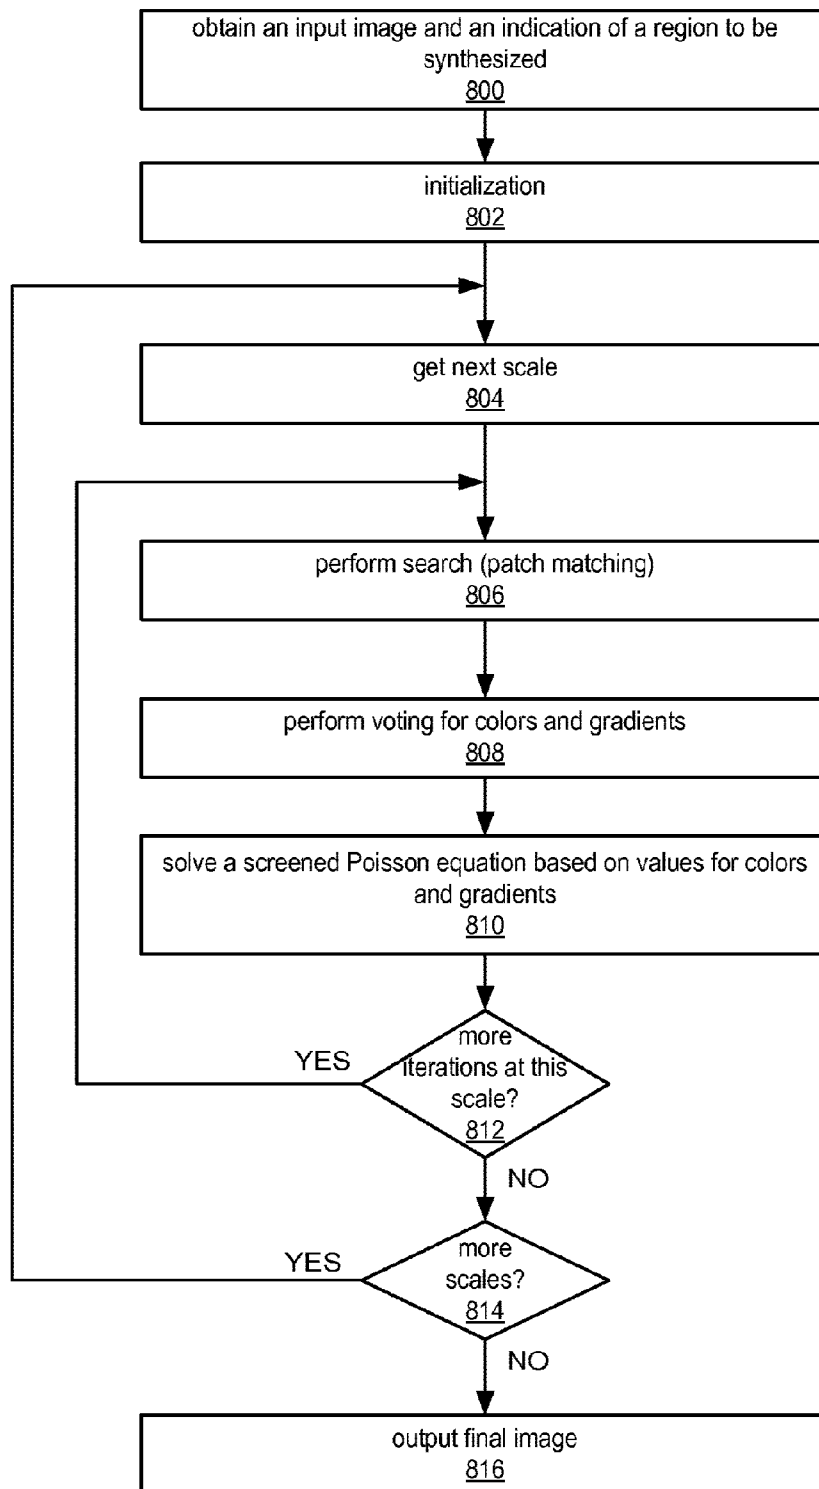 obtain an input image and an indication of a region to be
synthesized
800
initialization
802
get next scale
804
perform search (patch matching)
806
perform voting for colors and gradients
808
solve a screened Poisson equation based on values for colors
and gradients
810
more
iterations at this
scale?
812
YES
NO
more
scales?
814
YES
NO
output final image
816